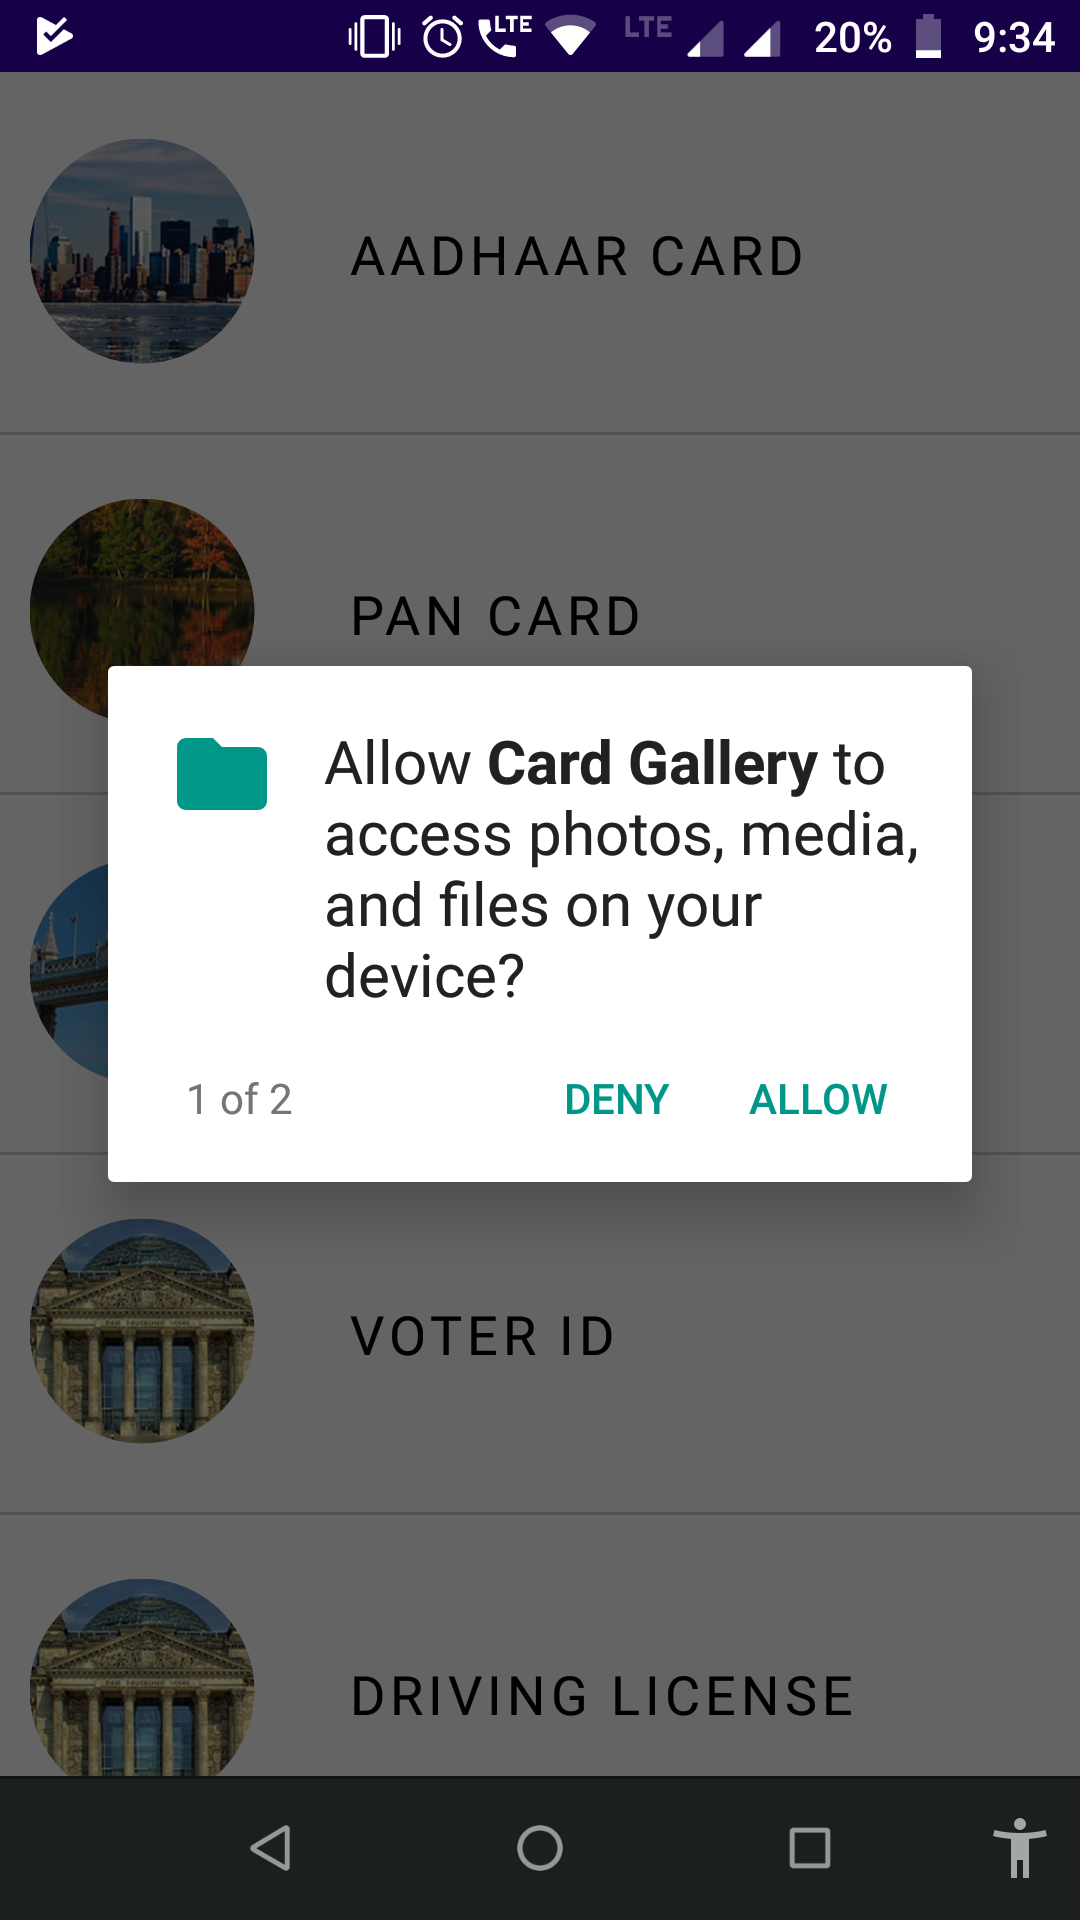 LTE LTE 20% 9:34
AADHAAR CARD
PAN CARD
Allow Card Gallery to
access photos, media,
and files on your
device?
1 of 2 DENY ALLOW
VOTER ID
DRIVING LICENSE